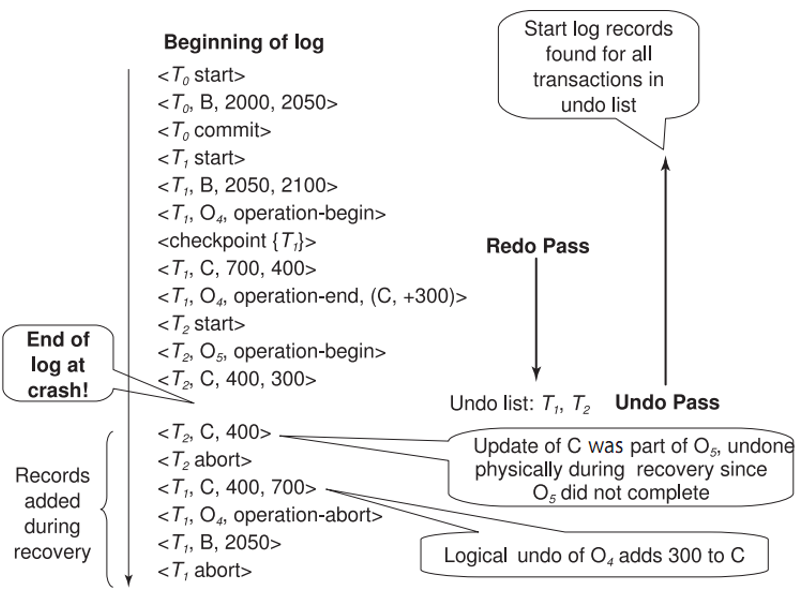 Beginning of log
<T0 start>
<T0, B, 2000, 2050>
<T0 commit>
<T1 start>
<T1, B, 2050, 2100>
<T1, O4, operation-begin>
<checkpoint {T1}>
<T1, C, 700, 400>
<T1, O4, operation-end, (C, +300)>
<T2 start>
<T2, O5, operation-begin>
<T2, C, 400, 300>
End of
log at
crash!
<T2, C, 400>
<T2 abort>
<T1, C, 400, 700>
<T1, O4, operation-abort>
<T1, B, 2050>
<T1 abort>
Records
added
during
recovery
Start log records
found for all
transactions in
undo list
Redo Pass
Undo list: T1, T2
Undo Pass
Update of C was part of O5, undone
physically during recovery since
O5 did not complete
Logical undo of O4 adds 300 to C